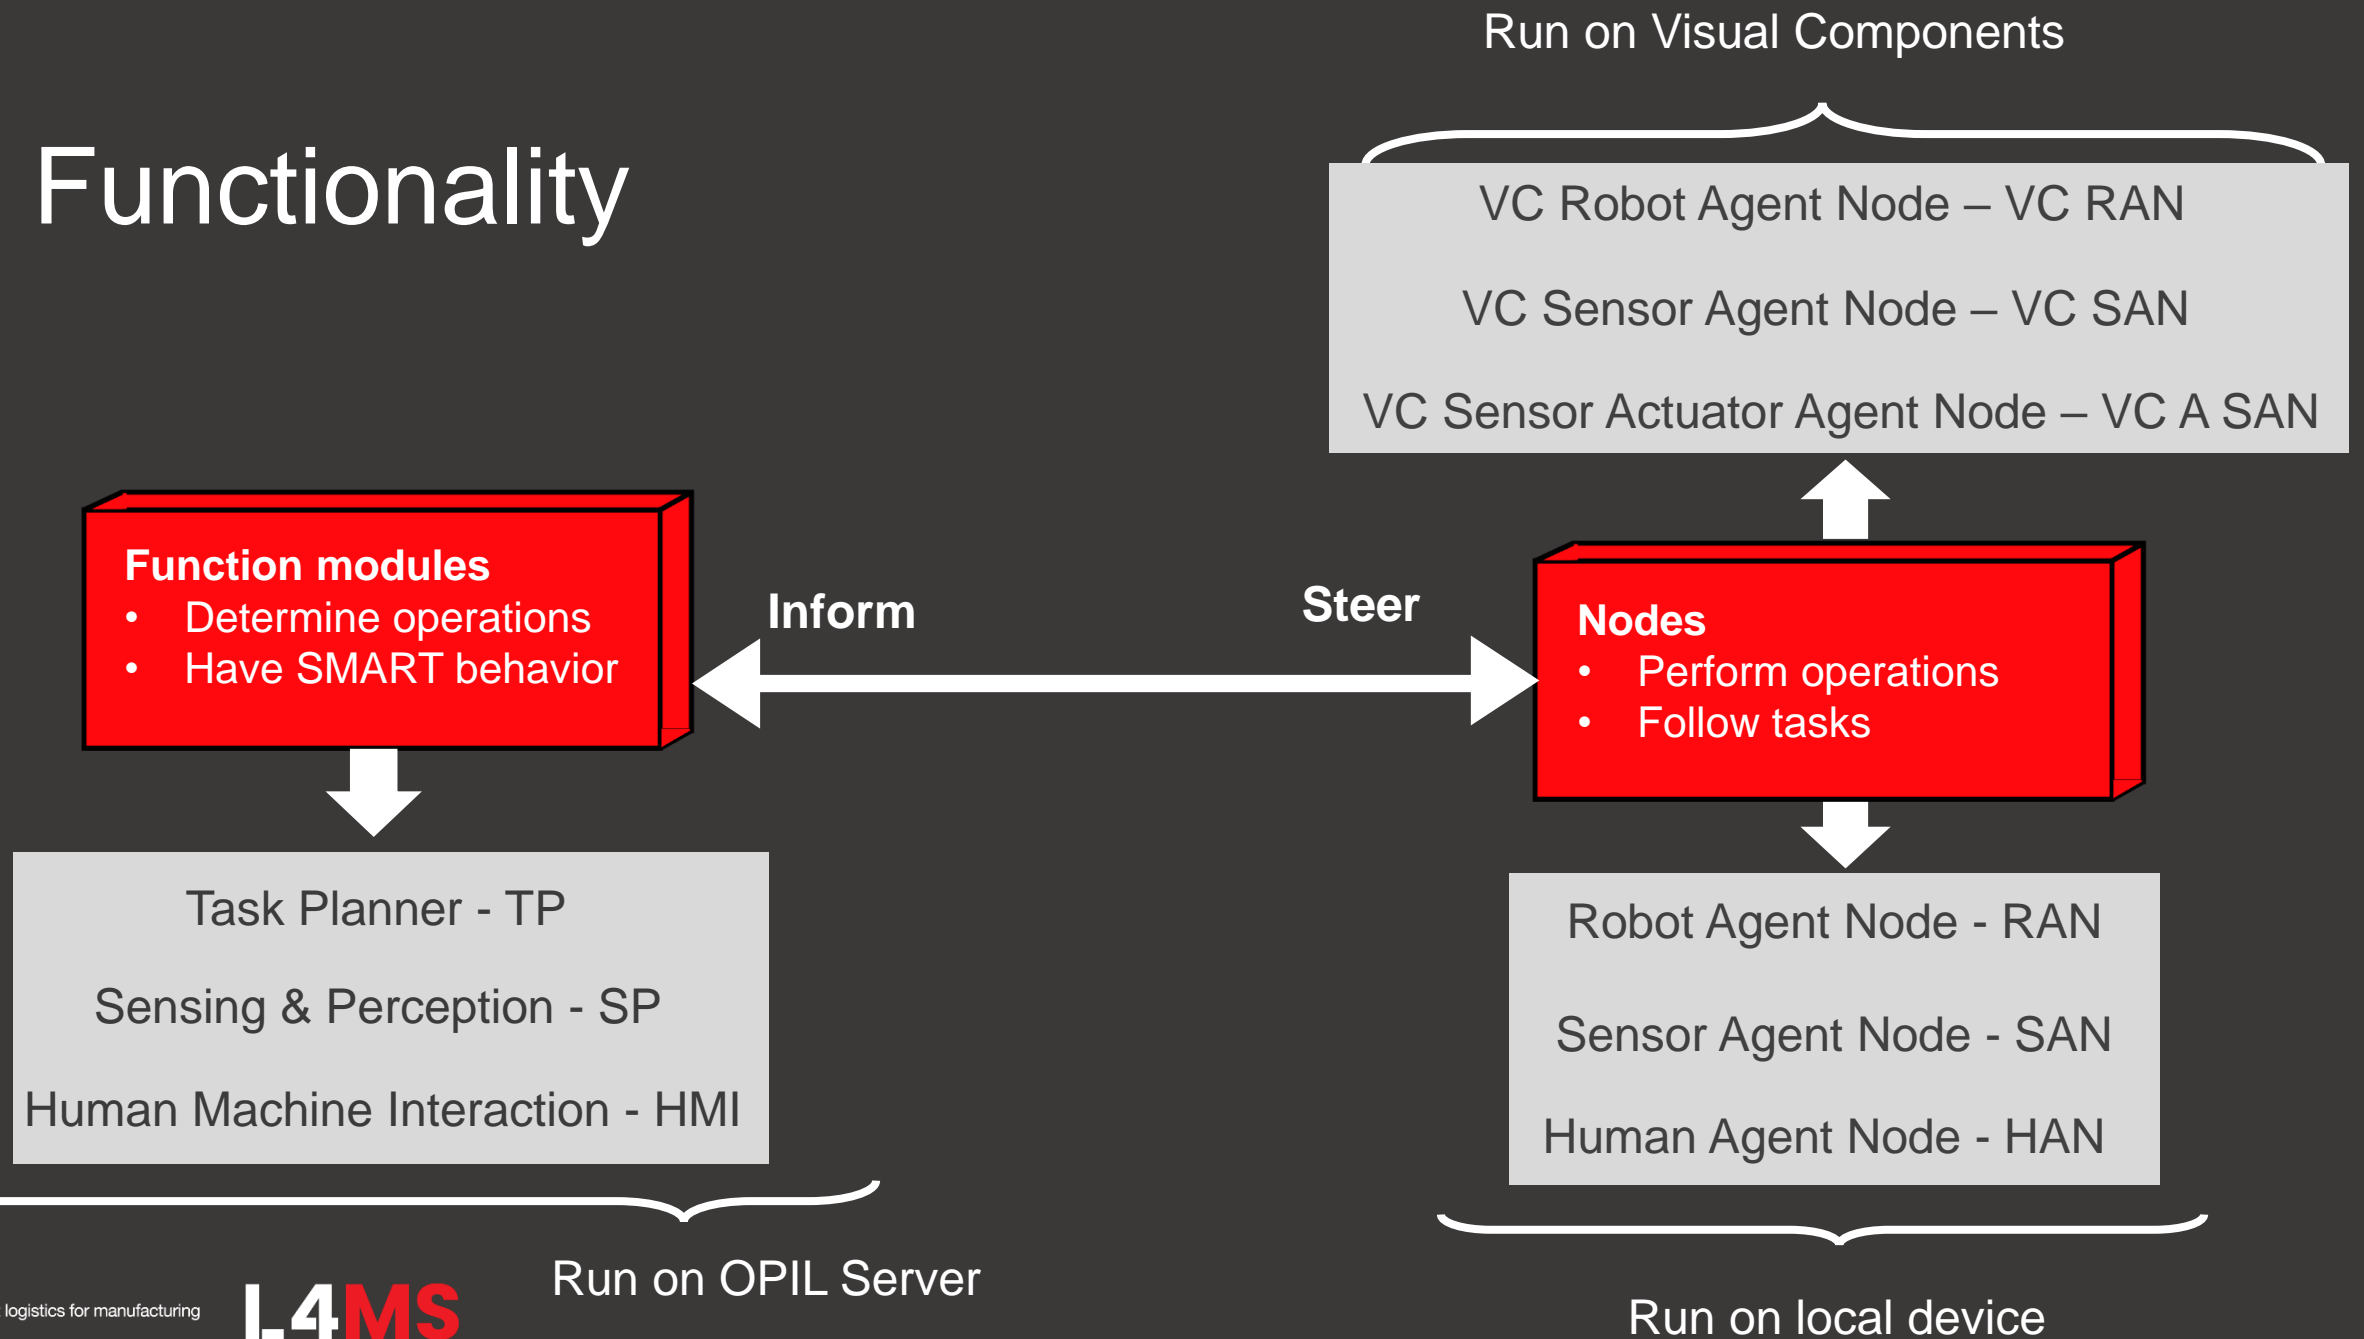 Run on Visual Components
Functionality
VC Robot Agent Node – VC RAN
VC Sensor Agent Node – VC SAN
VC Sensor Actuator Agent Node – VC A SAN
Function modules
• Determine operations
• Have SMART behavior
Inform
Steer
Nodes
• Perform operations
• Follow tasks
Task Planner - TP
Sensing & Perception - SP
Human Machine Interaction - HMI
Robot Agent Node - RAN
Sensor Agent Node - SAN
Human Agent Node - HAN
Run on OPIL Server
Run on local device
logistics for manufacturing
L4MS